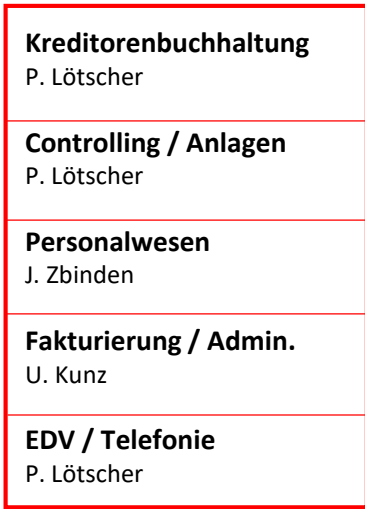 Kreditorenbuchhaltung
P. Lötscher
Controlling / Anlagen
P. Lötscher
Personalwesen
J. Zbinden
Fakturierung / Admin.
U. Kunz
EDV / Telefonie
P. Lötscher